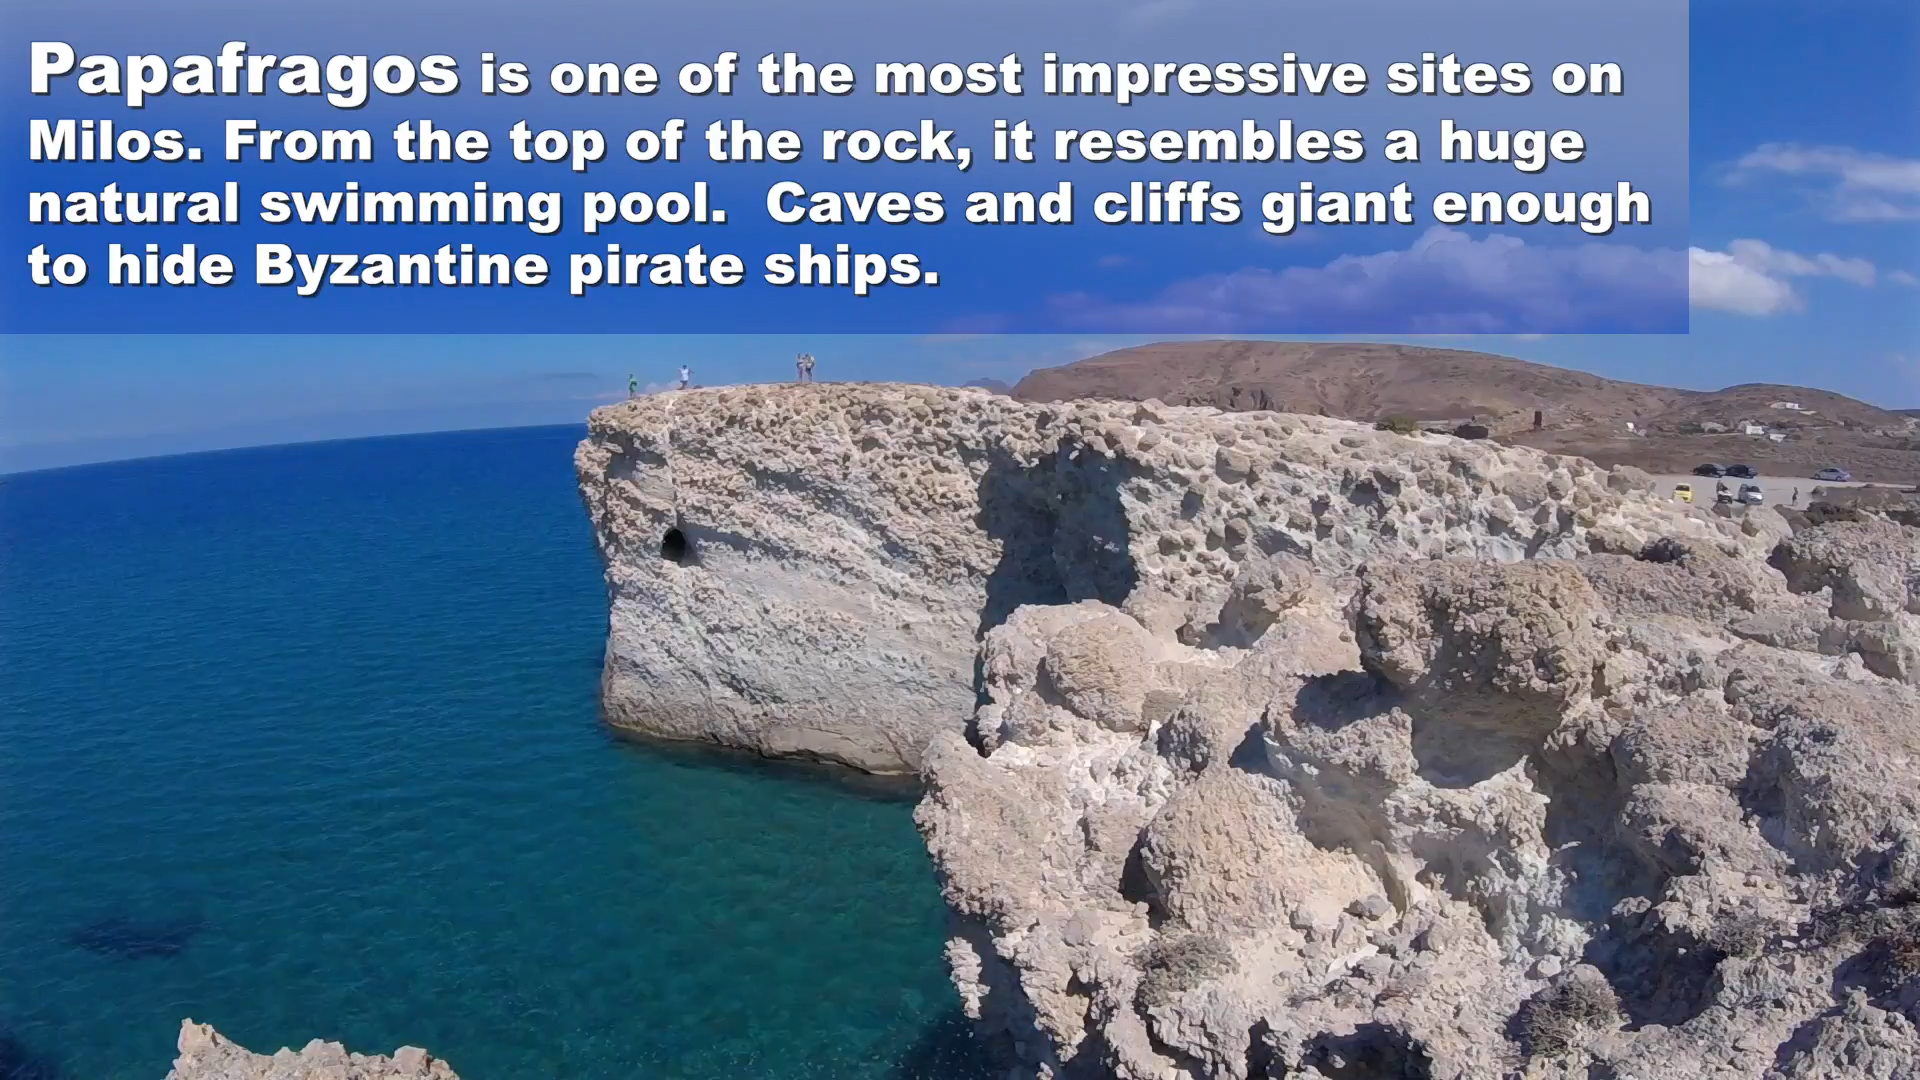 Papafragos is one of the most impressive sites on
Milos. From the top of the rock, it resembles a huge
natural swimming pool.  Caves and cliffs giant enough
to hide Byzantine pirate ships.